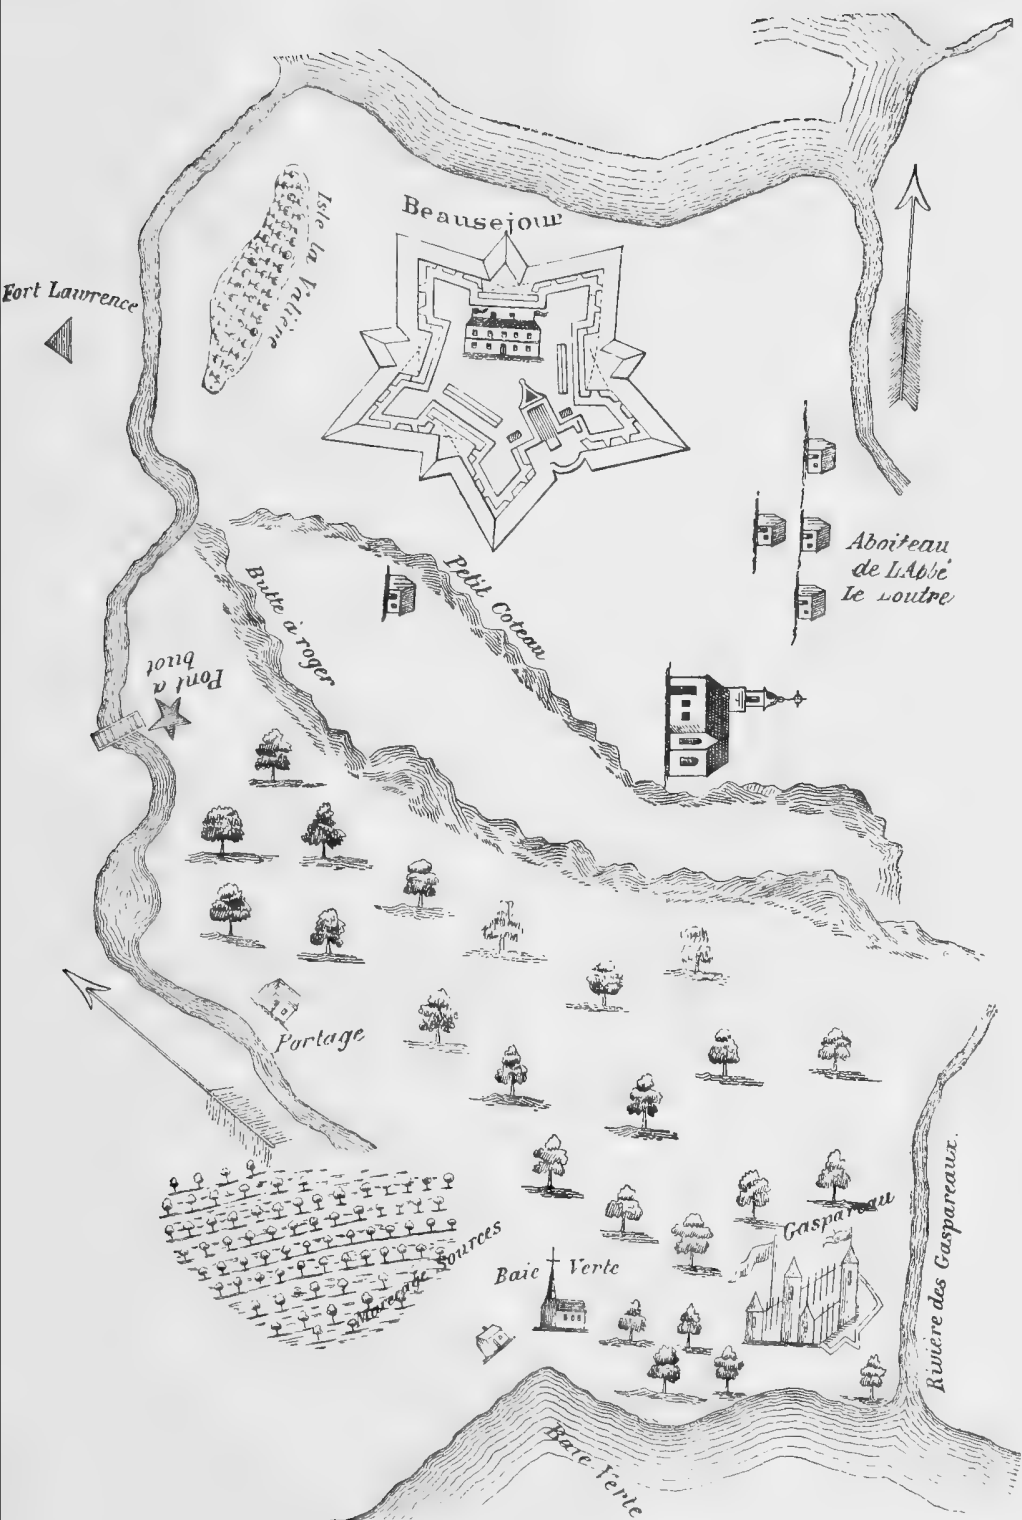 Beausejour
Isle la Valiere
Fort Lawrence
Aboiteau
de L'Abbé
Le Loutre
Petit Coteau
Butte à roger
Pont a
buot
Portage
Gaspareau
Rivière des Gaspareaux.
Marecage Sources
Baie Verte
Baie Verte